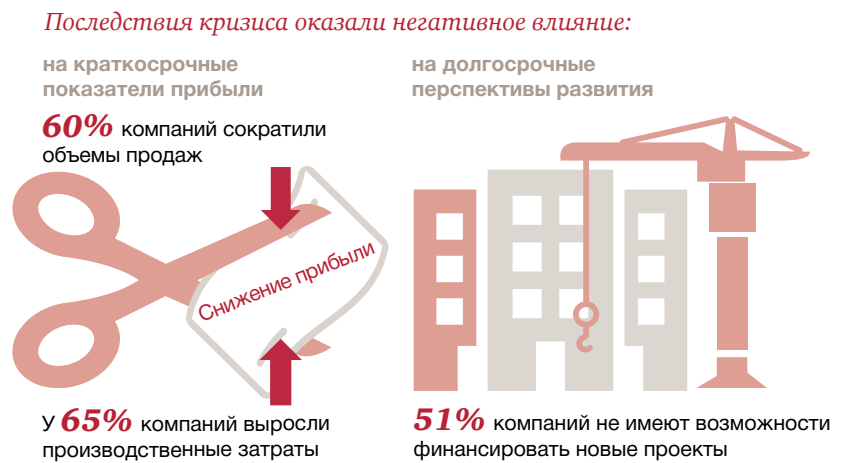 Последствия кризиса оказали негативное влияние:
на краткосрочные
показатели прибыли
60% компаний сократили
объемы продаж
Снижение прибыли
У 65% компаний выросли
производственные затраты
на долгосрочные
перспективы развития
51% компаний не имеют возможности
финансировать новые проекты